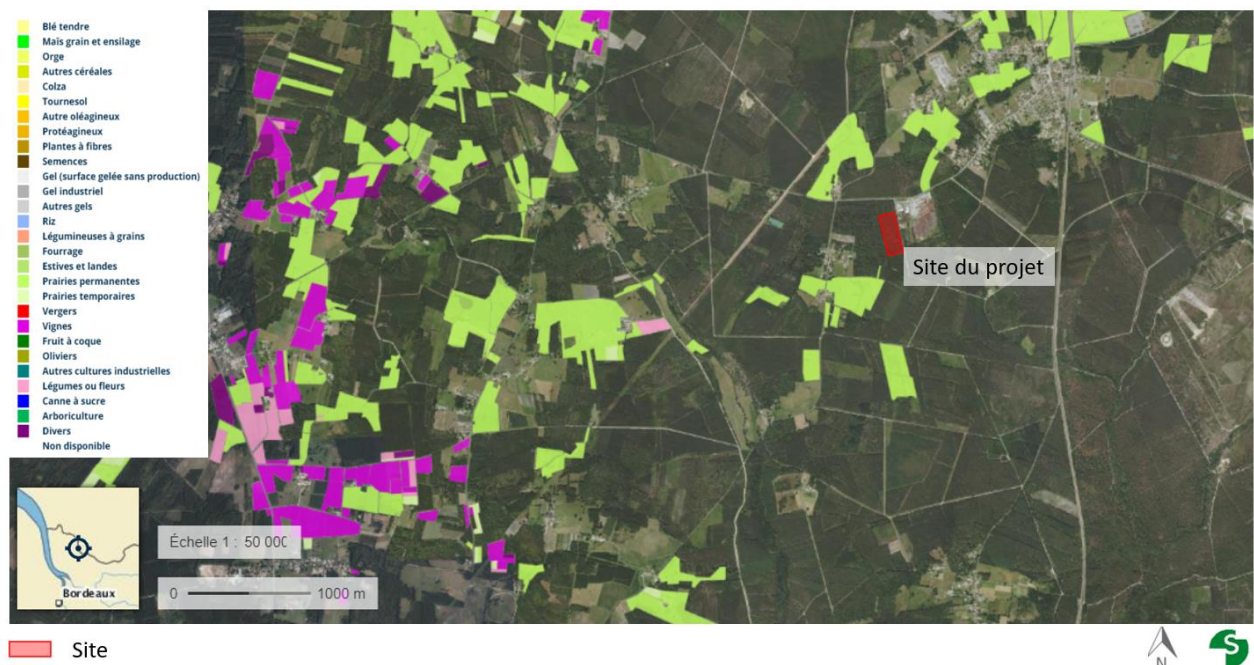 Blé tendre
Maïs grain et ensilage
Orge
Autres céréales
Colza
Tournesol
Autre oléagineux
Protéagineux
Plantes à fibres
Semences
Gel (surface gelée sans production)
Gel industriel
Autres gels
Riz
Légumineuses à grains
Fourrage
Estives et landes
Prairies permanentes
Prairies temporaires
Vergers
Vignes
Fruit à coque
Oliviers
Autres cultures industrielles
Légumes ou fleurs
Canne à sucre
Arboriculture
Divers
Non disponible
Site du projet
Échelle 1 : 50 000
Bordeaux
0 1000 m
Site
N
S